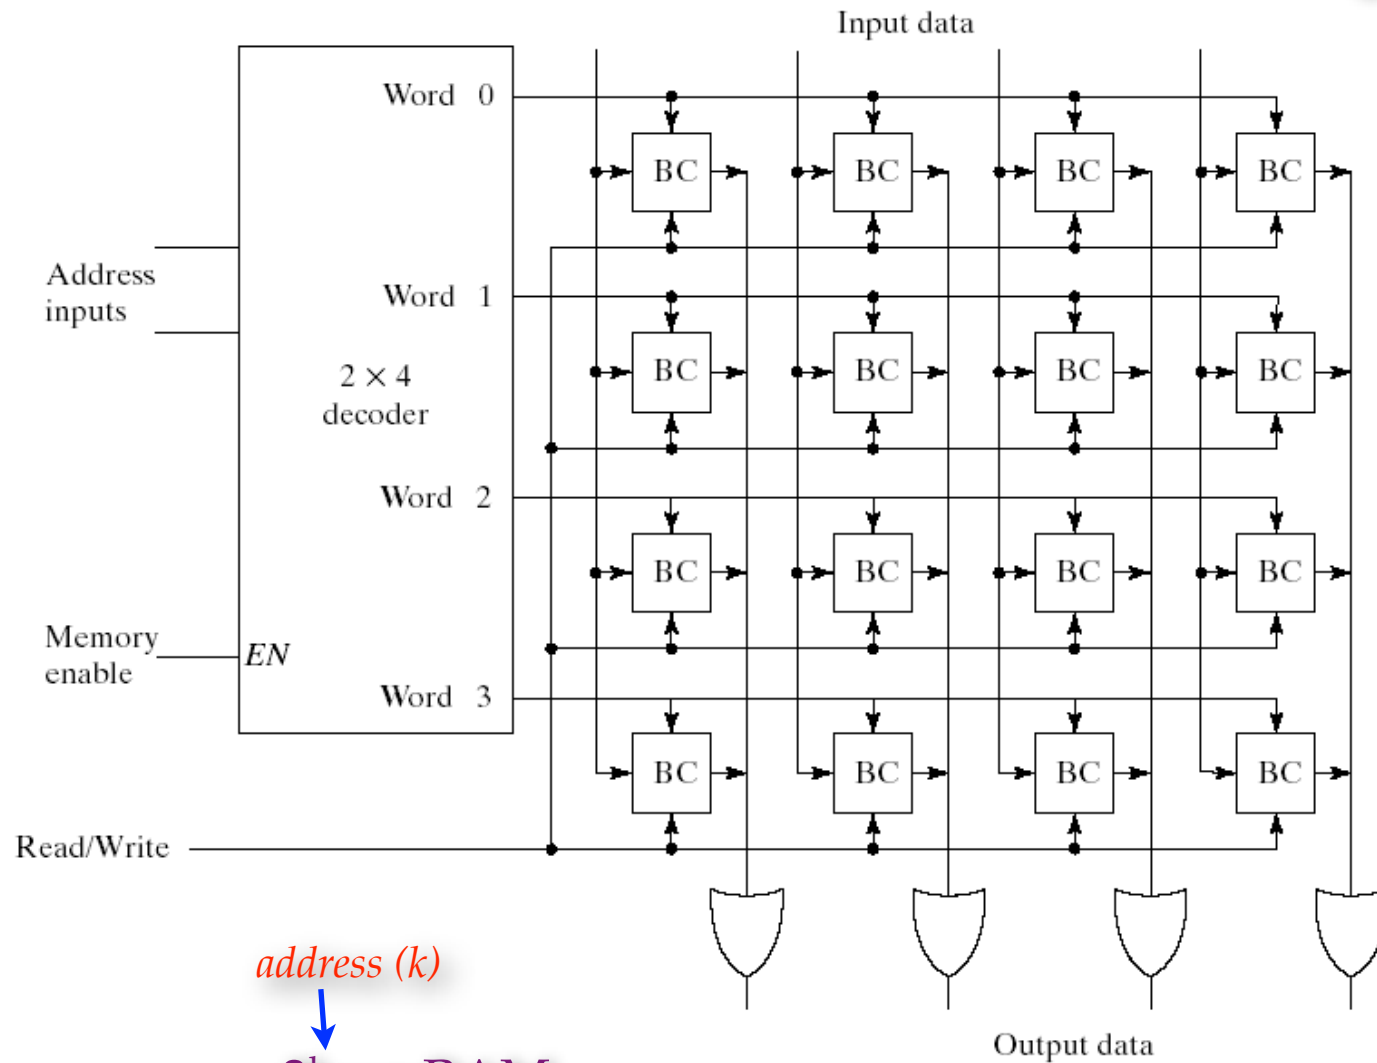 Input data
Word 0
BC BC BC BC
Address
inputs
Word 1
BC BC BC BC
2 × 4
decoder
Word 2
BC BC BC BC
Memory
enable
EN
Word 3
BC BC BC BC
Read/Write
address (k)
RAM
Output data